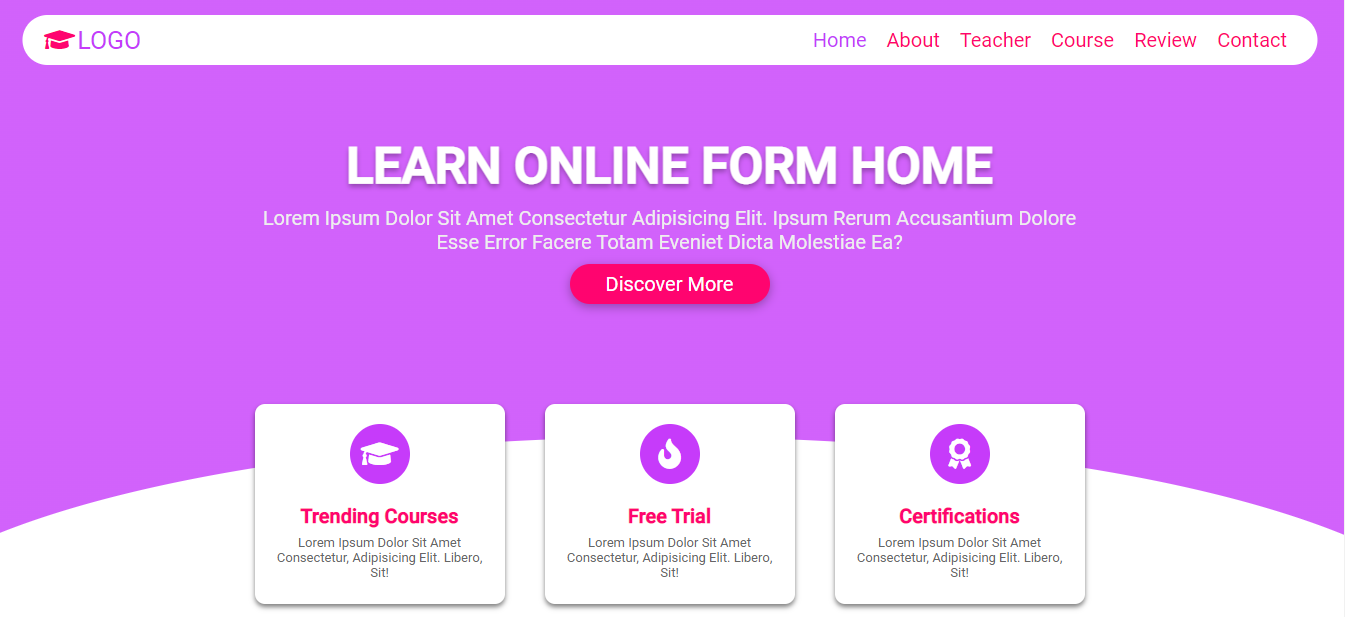 LOGO
Home About Teacher Course Review Contact
LEARN ONLINE FORM HOME
Lorem Ipsum Dolor Sit Amet Consectetur Adipisicing Elit. Ipsum Rerum Accusantium Dolore
Esse Error Facere Totam Eveniet Dicta Molestiae Ea?
Discover More
Trending Courses
Lorem Ipsum Dolor Sit Amet
Consectetur, Adipisicing Elit. Libero,
Sit!
Free Trial
Lorem Ipsum Dolor Sit Amet
Consectetur, Adipisicing Elit. Libero,
Sit!
Certifications
Lorem Ipsum Dolor Sit Amet
Consectetur, Adipisicing Elit. Libero,
Sit!